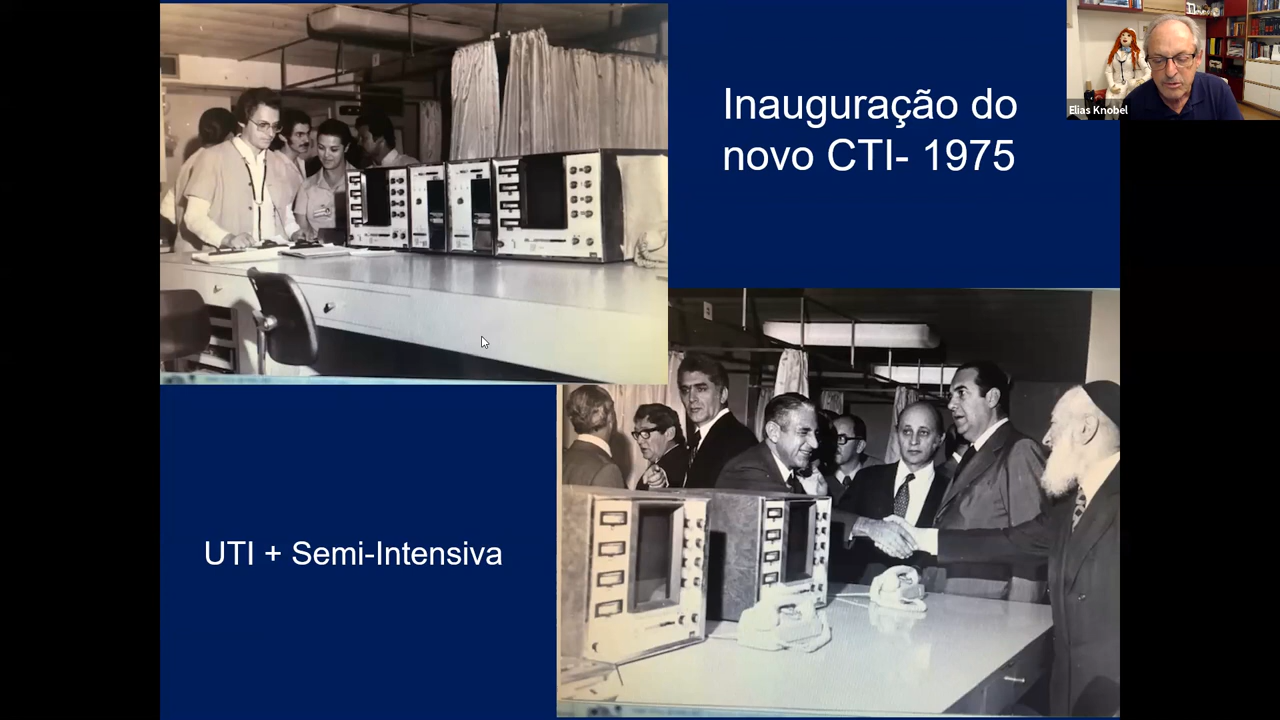 Inauguração do
novo CTI- 1975
Elias Knobel
UTI + Semi-Intensiva